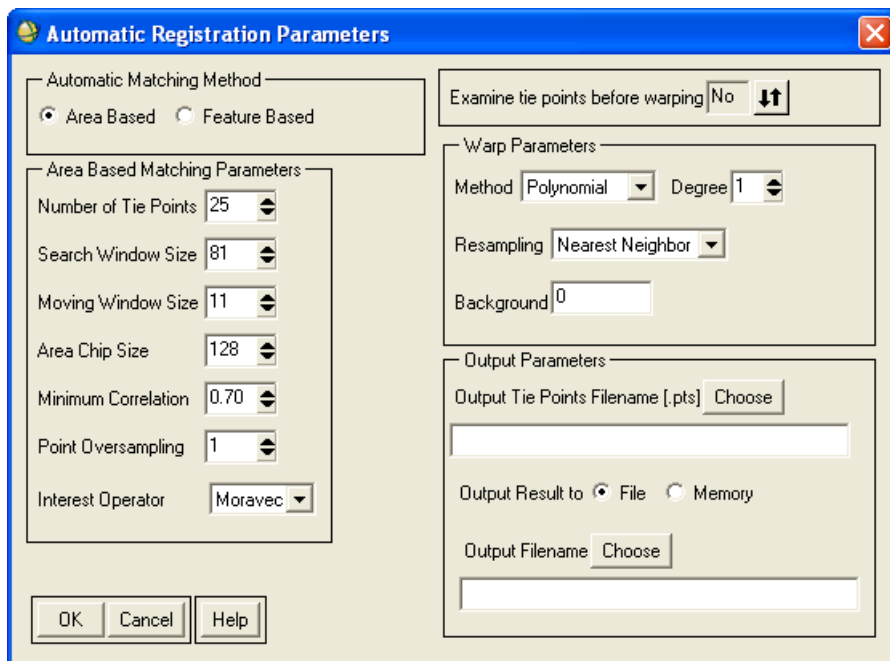 Automatic Registration Parameters
Automatic Matching Method
Area Based Feature Based
Area Based Matching Parameters
Number of Tie Points 25
Search Window Size 81
Moving Window Size 11
Area Chip Size 128
Minimum Correlation 0.70
Point Oversampling 1
Interest Operator Moravec
OK Cancel Help
Examine tie points before warping No
Warp Parameters
Method Polynomial Degree 1
Resampling Nearest Neighbor
Background 0
Output Parameters
Output Tie Points Filename [.pts] Choose
Output Result to File Memory
Output Filename Choose